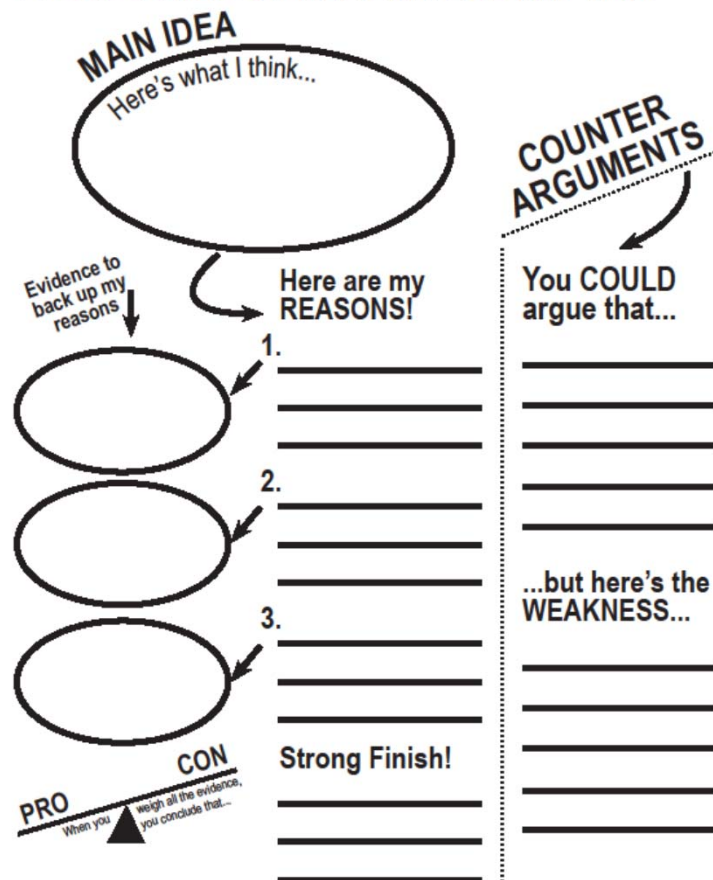 MAIN IDEA
Here's what I think...
Evidence to
back up my
reasons
Here are my
REASONS!
1.
2.
3.
PRO
CON
When you weigh all the evidence,
you conclude that...
Strong Finish!
COUNTER
ARGUMENTS
You COULD
argue that...
...but here's the
WEAKNESS...